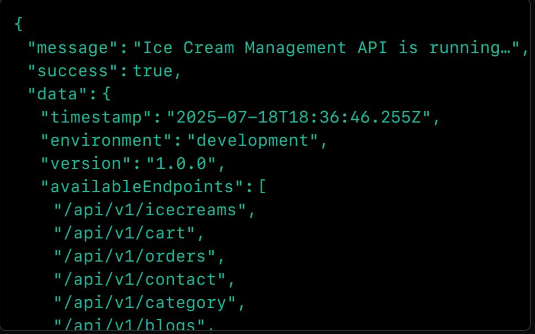 {
"message":"Ice Cream Management API is running…",
"success":true,
"data":{
"timestamp":"2025-07-18T18:36:46.255Z",
"environment":"development",
"version":"1.0.0",
"availableEndpoints":[
"/api/v1/icecreams",
"/api/v1/cart",
"/api/v1/orders",
"/api/v1/contact",
"/api/v1/category",
"/api/v1/blogs",